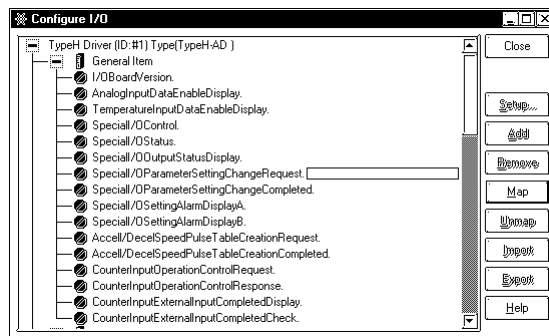 Configure I/O
TypeH Driver (ID:#1) Type(TypeH-AD )
General Item
I/OBoardVersion.
AnalogInputDataEnableDisplay.
TemperatureInputDataEnableDisplay.
SpecialI/OControl.
SpecialI/OStatus.
SpecialI/OOutputStatusDisplay.
SpecialI/OParameterSettingChangeRequest.
SpecialI/OParameterSettingChangeCompleted.
SpecialI/OSettingAlarmDisplayA.
SpecialI/OSettingAlarmDisplayB.
Accell/DecelSpeedPulseTableCreationRequest.
Accell/DecelSpeedPulseTableCreationCompleted.
CounterInputOperationControlRequest.
CounterInputOperationControlResponse.
CounterInputExternalInputCompletedDisplay.
CounterInputExternalInputCompletedCheck.
Close
Setup...
Add
Remove
Map
Unmap
Import
Export
Help